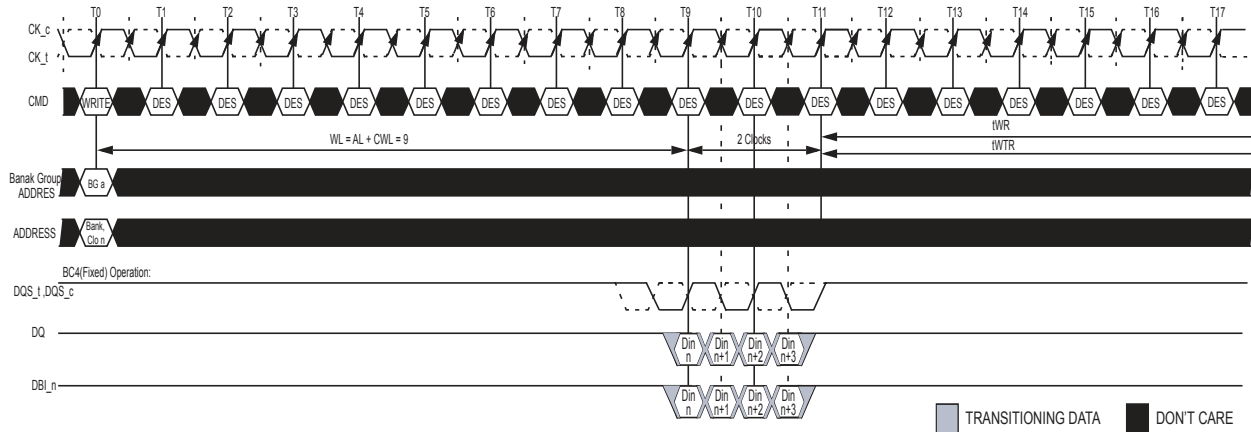 T0 T1 T2 T3 T4 T5 T6 T7 T8 T9 T10 T11 T12 T13 T14 T15 T16 T17
CK_c
CK_t
CMD WRITE DES DES DES DES DES DES DES DES DES DES DES DES DES DES DES DES DES
WL = AL + CWL = 9 2 Clocks tWR
tWTR
Banak Group
ADDRES
BG a
ADDRESS
Bank,
Clo n
BC4(Fixed) Operation:
DQS_t ,DQS_c
DQ
Din n Din n+1 Din n+2 Din n+3
DBI_n
Din n Din n+1 Din n+2 Din n+3
TRANSITIONING DATA DON'T CARE